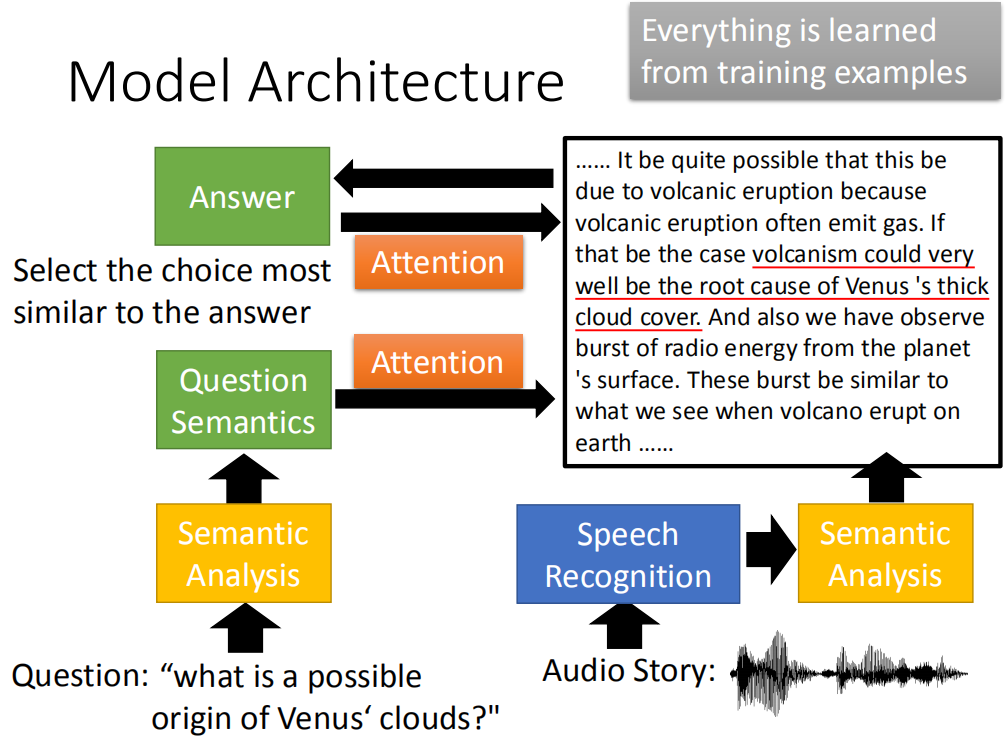 Everything is learned
from training examples
Model Architecture
Answer
Attention
Select the choice most
similar to the answer
Attention
Question
Semantics
Semantic
Analysis
Question: “what is a possible
origin of Venus‘ clouds?"
...... It be quite possible that this be
due to volcanic eruption because
volcanic eruption often emit gas. If
that be the case volcanism could very
well be the root cause of Venus 's thick
cloud cover. And also we have observe
burst of radio energy from the planet
's surface. These burst be similar to
what we see when volcano erupt on
earth ......
Speech
Recognition
Semantic
Analysis
Audio Story: